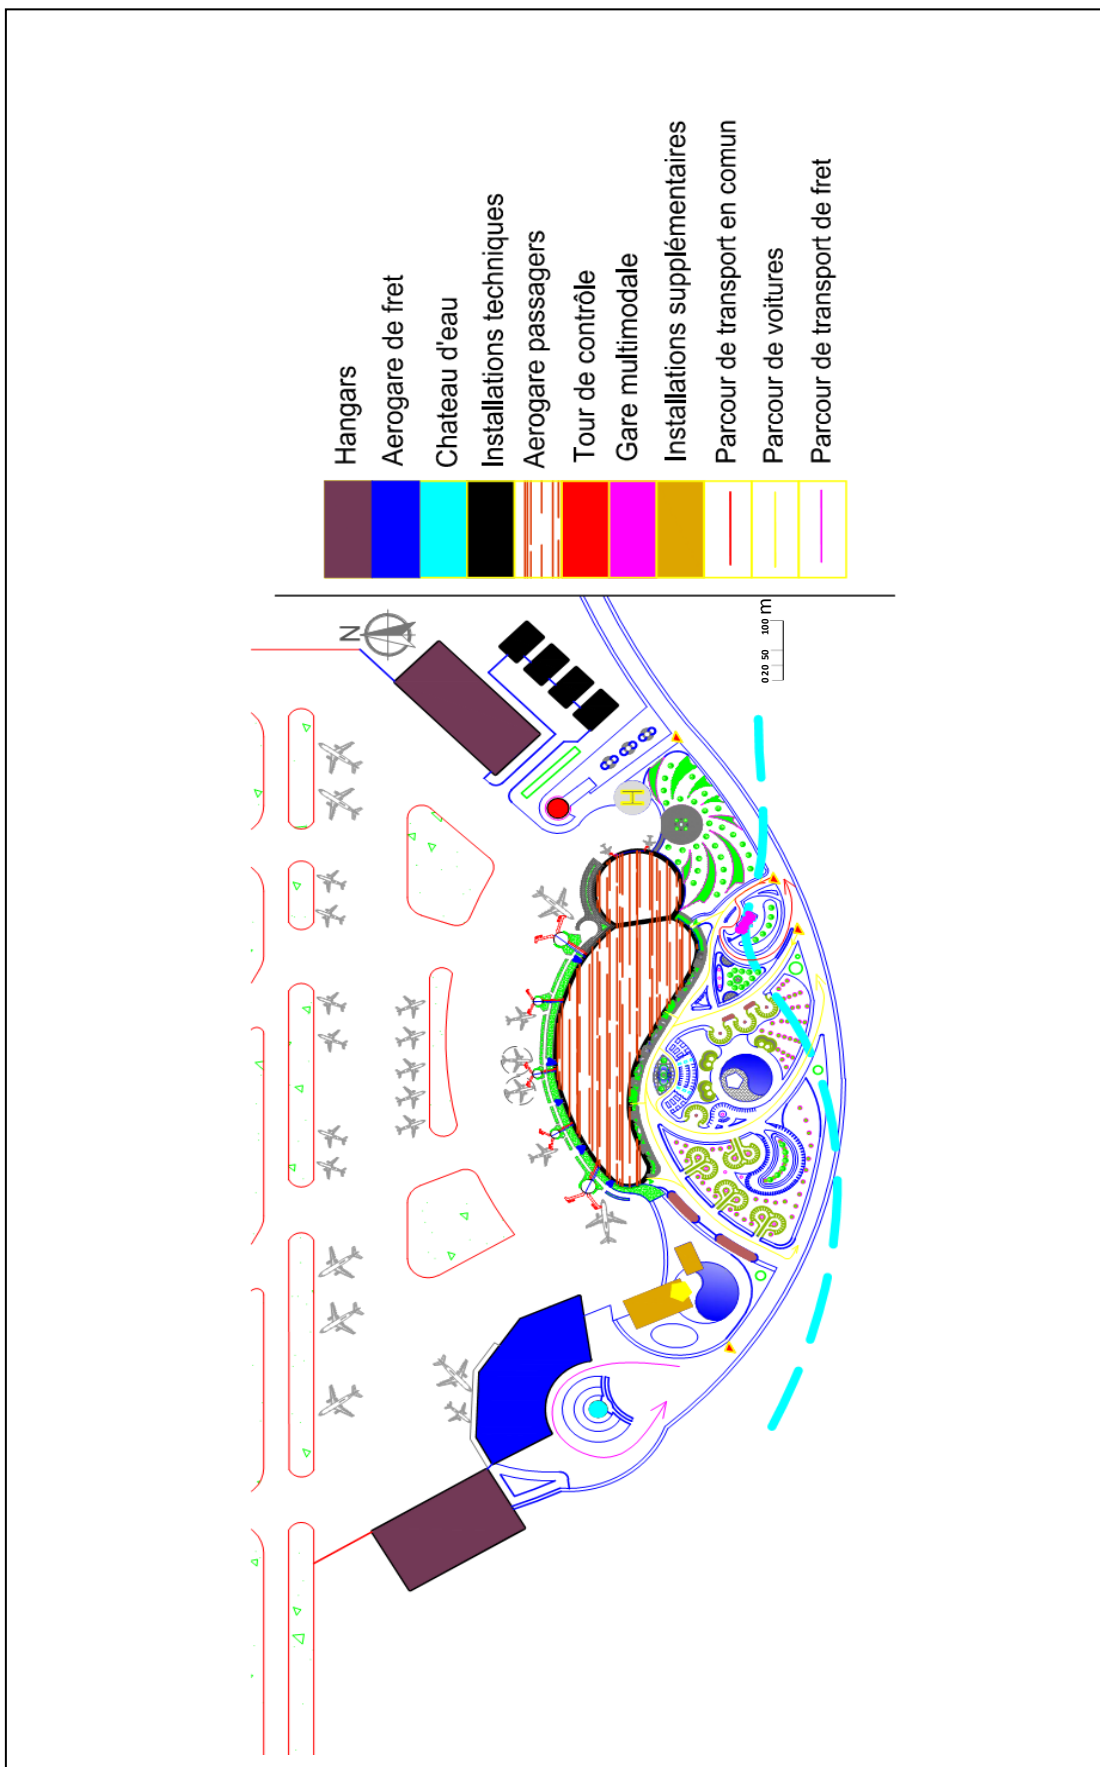 Hangars
Aerogare de fret
Chateau d'eau
Installations techniques
Aerogare passagers
Tour de contrôle
Gare multimodale
Installations supplémentaires
Parcour de transport en comun
Parcour de voitures
Parcour de transport de fret
N
H
0 20 50 100 m